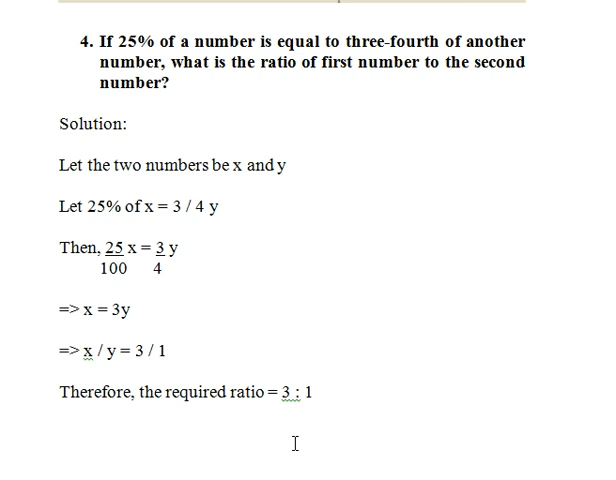 4. If 25% of a number is equal to three-fourth of another
number, what is the ratio of first number to the second
number?
Solution:
Let the two numbers be x and y
Let 25% of x = 3 / 4 y
Then, 25 x = 3 y
100 4
=> x = 3y
=> x / y = 3 / 1
Therefore, the required ratio = 3 : 1